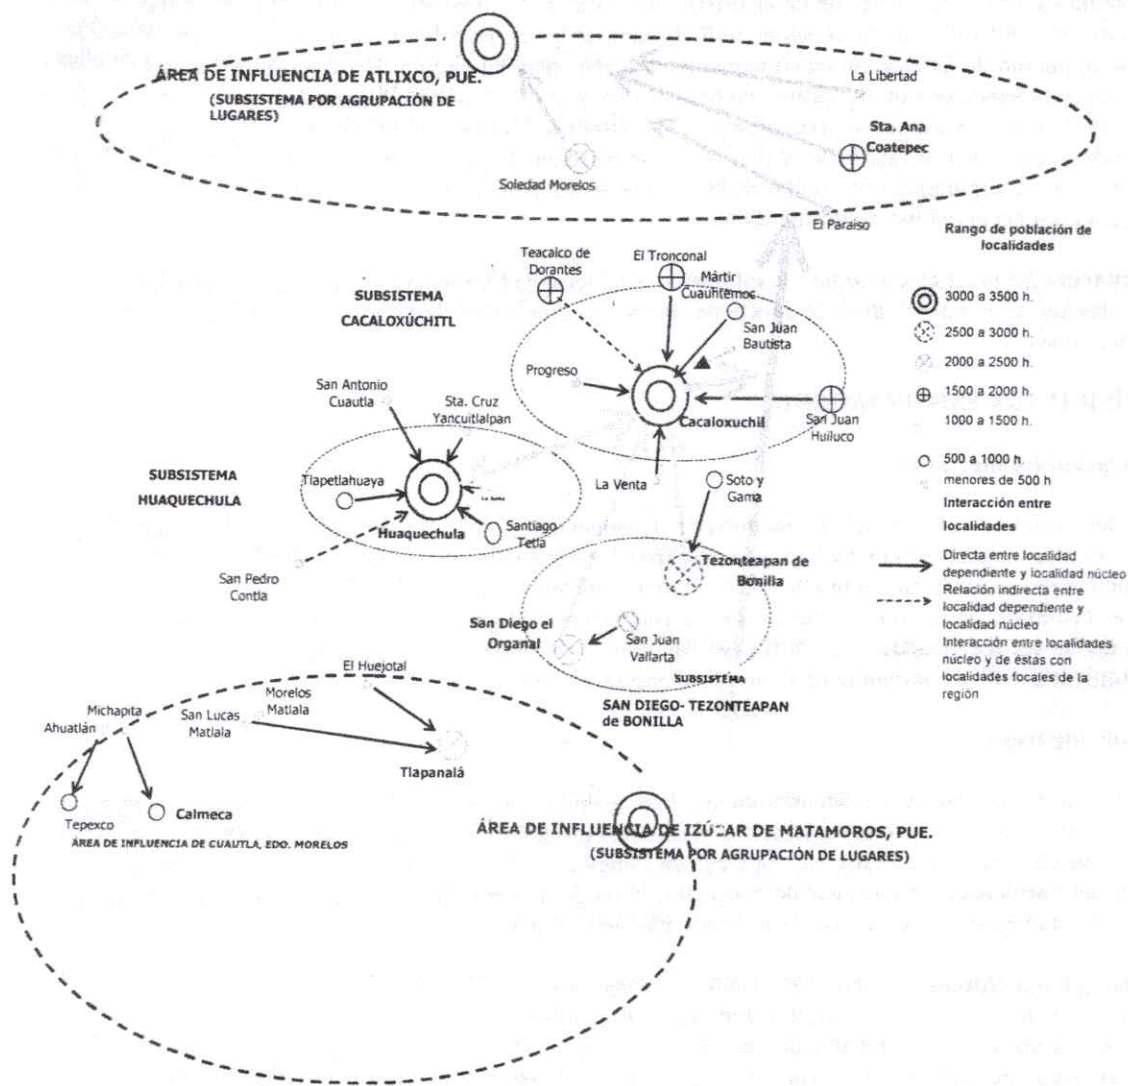 ÁREA DE INFLUENCIA DE ATLIXCO, PUE.
(SUBSISTEMA POR AGRUPACIÓN DE
LUGARES)
La Libertad
Sta. Ana
Coatepec
Soledad Morelos
El Paraíso
Rango de población de
localidades
3000 a 3500 h.
2500 a 3000 h.
2000 a 2500 h.
1500 a 2000 h.
1000 a 1500 h.
500 a 1000 h.
menores de 500 h
Interacción entre
localidades
Directa entre localidad
dependiente y localidad núcleo
Relación indirecta entre
localidad dependiente y
localidad núcleo
Interacción entre localidades
núcleo y de éstas con
localidades focales de la
región
SUBSISTEMA
CACALOXÚCHITL
Teacalco de
Dorantes
El Tronconal
Mártir
Cuauhtemoc
San Juan
Bautista
Progreso
Cacaloxuchil
San Juan
Huiluco
La Venta
SUBSISTEMA
HUAQUECHULA
San Antonio
Cuautla
Sta. Cruz
Yancuitlalpan
Tlapetlahuaya
Huaquechula
Santiago
Tetla
San Pedro
Contla
Soto y
Gama
Tezonteapan de
Bonilla
San Diego el
Organal
San Juan
Vallarta
SUBSISTEMA
SAN DIEGO- TEZONTEAPAN
de BONILLA
El Huejotal
Morelos
Matlala
San Lucas
Matlala
Michapita
Ahuatlán
Tlapanalá
Tepexco
Calmeca
ÁREA DE INFLUENCIA DE CUAUTLA, EDO. MORELOS
ÁREA DE INFLUENCIA DE IZÚCAR DE MATAMOROS, PUE.
(SUBSISTEMA POR AGRUPACIÓN DE LUGARES)